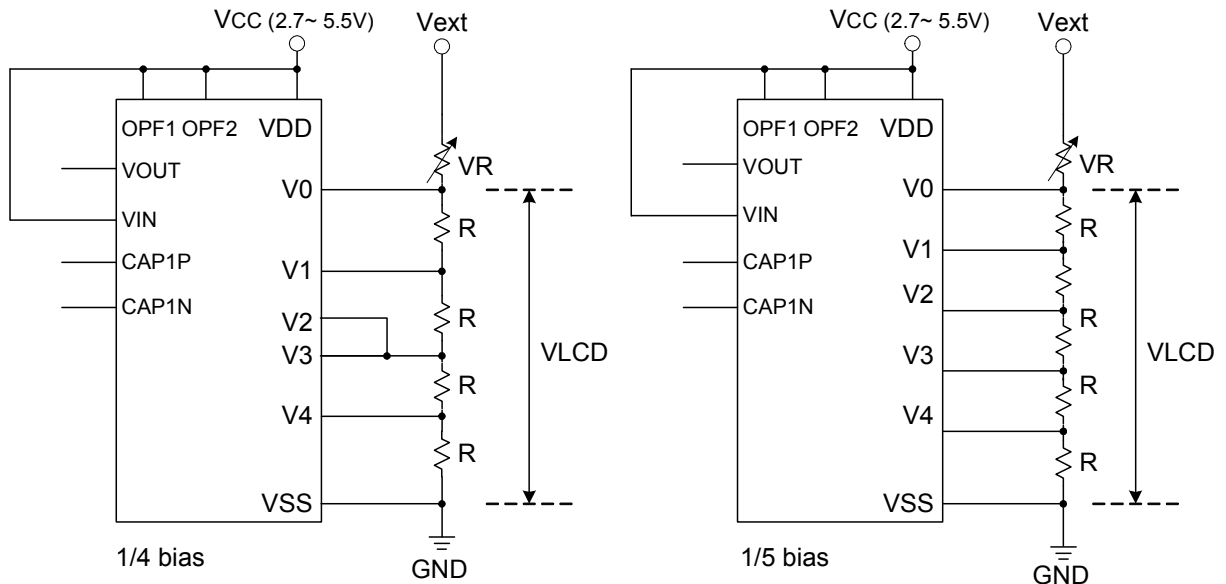 VCC (2.7~ 5.5V)
Vext
OPF1 OPF2 VDD
VOUT
VR
V0
VIN
R
V1
CAP1P
CAP1N
V2
R
V3
VLCD
R
V4
R
VSS
1/4 bias
GND
VCC (2.7~ 5.5V)
Vext
OPF1 OPF2 VDD
VOUT
VR
V0
VIN
R
V1
CAP1P
R
V2
CAP1N
R
V3
VLCD
R
V4
R
VSS
1/5 bias
GND